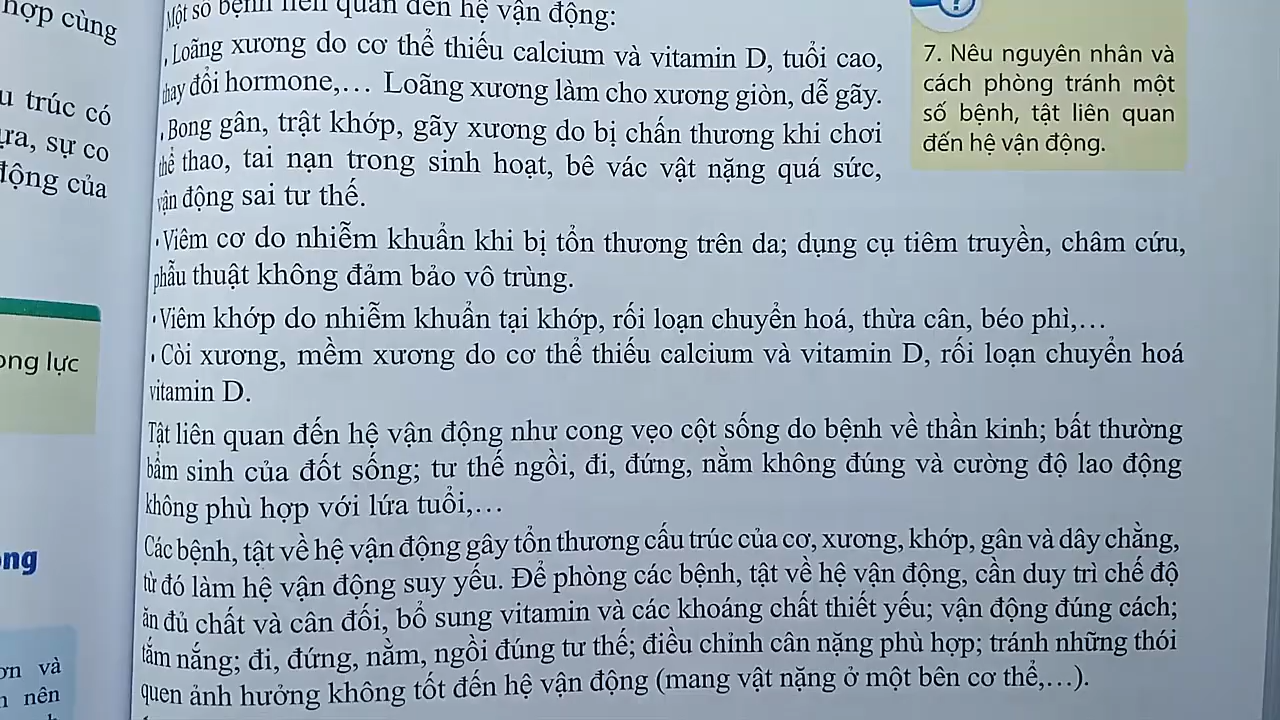 hợp cùng
u trúc có
ựa, sự co
động của
ong lực
ơn và
nên
Một số bệnh liên quan đến hệ vận động:
• Loãng xương do cơ thể thiếu calcium và vitamin D, tuổi cao,
thay đổi hormone,... Loãng xương làm cho xương giòn, dễ gãy.
• Bong gân, trật khớp, gãy xương do bị chấn thương khi chơi
thể thao, tai nạn trong sinh hoạt, bê vác vật nặng quá sức,
vận động sai tư thế.
• Viêm cơ do nhiễm khuẩn khi bị tổn thương trên da; dụng cụ tiêm truyền, châm cứu,
phẫu thuật không đảm bảo vô trùng.
• Viêm khớp do nhiễm khuẩn tại khớp, rối loạn chuyển hoá, thừa cân, béo phì,...
• Còi xương, mềm xương do cơ thể thiếu calcium và vitamin D, rối loạn chuyển hoá
vitamin D.
Tật liên quan đến hệ vận động như cong vẹo cột sống do bệnh về thần kinh; bất thường
bẩm sinh của đốt sống; tư thế ngồi, đi, đứng, nằm không đúng và cường độ lao động
không phù hợp với lứa tuổi,...
Các bệnh, tật về hệ vận động gây tổn thương cấu trúc của cơ, xương, khớp, gân và dây chằng,
từ đó làm hệ vận động suy yếu. Để phòng các bệnh, tật về hệ vận động, cần duy trì chế độ
ăn đủ chất và cân đối, bổ sung vitamin và các khoáng chất thiết yếu; vận động đúng cách;
tắm nắng; đi, đứng, nằm, ngồi đúng tư thế; điều chỉnh cân nặng phù hợp; tránh những thói
quen ảnh hưởng không tốt đến hệ vận động (mang vật nặng ở một bên cơ thể,...).
7. Nêu nguyên nhân và
cách phòng tránh một
số bệnh, tật liên quan
đến hệ vận động.